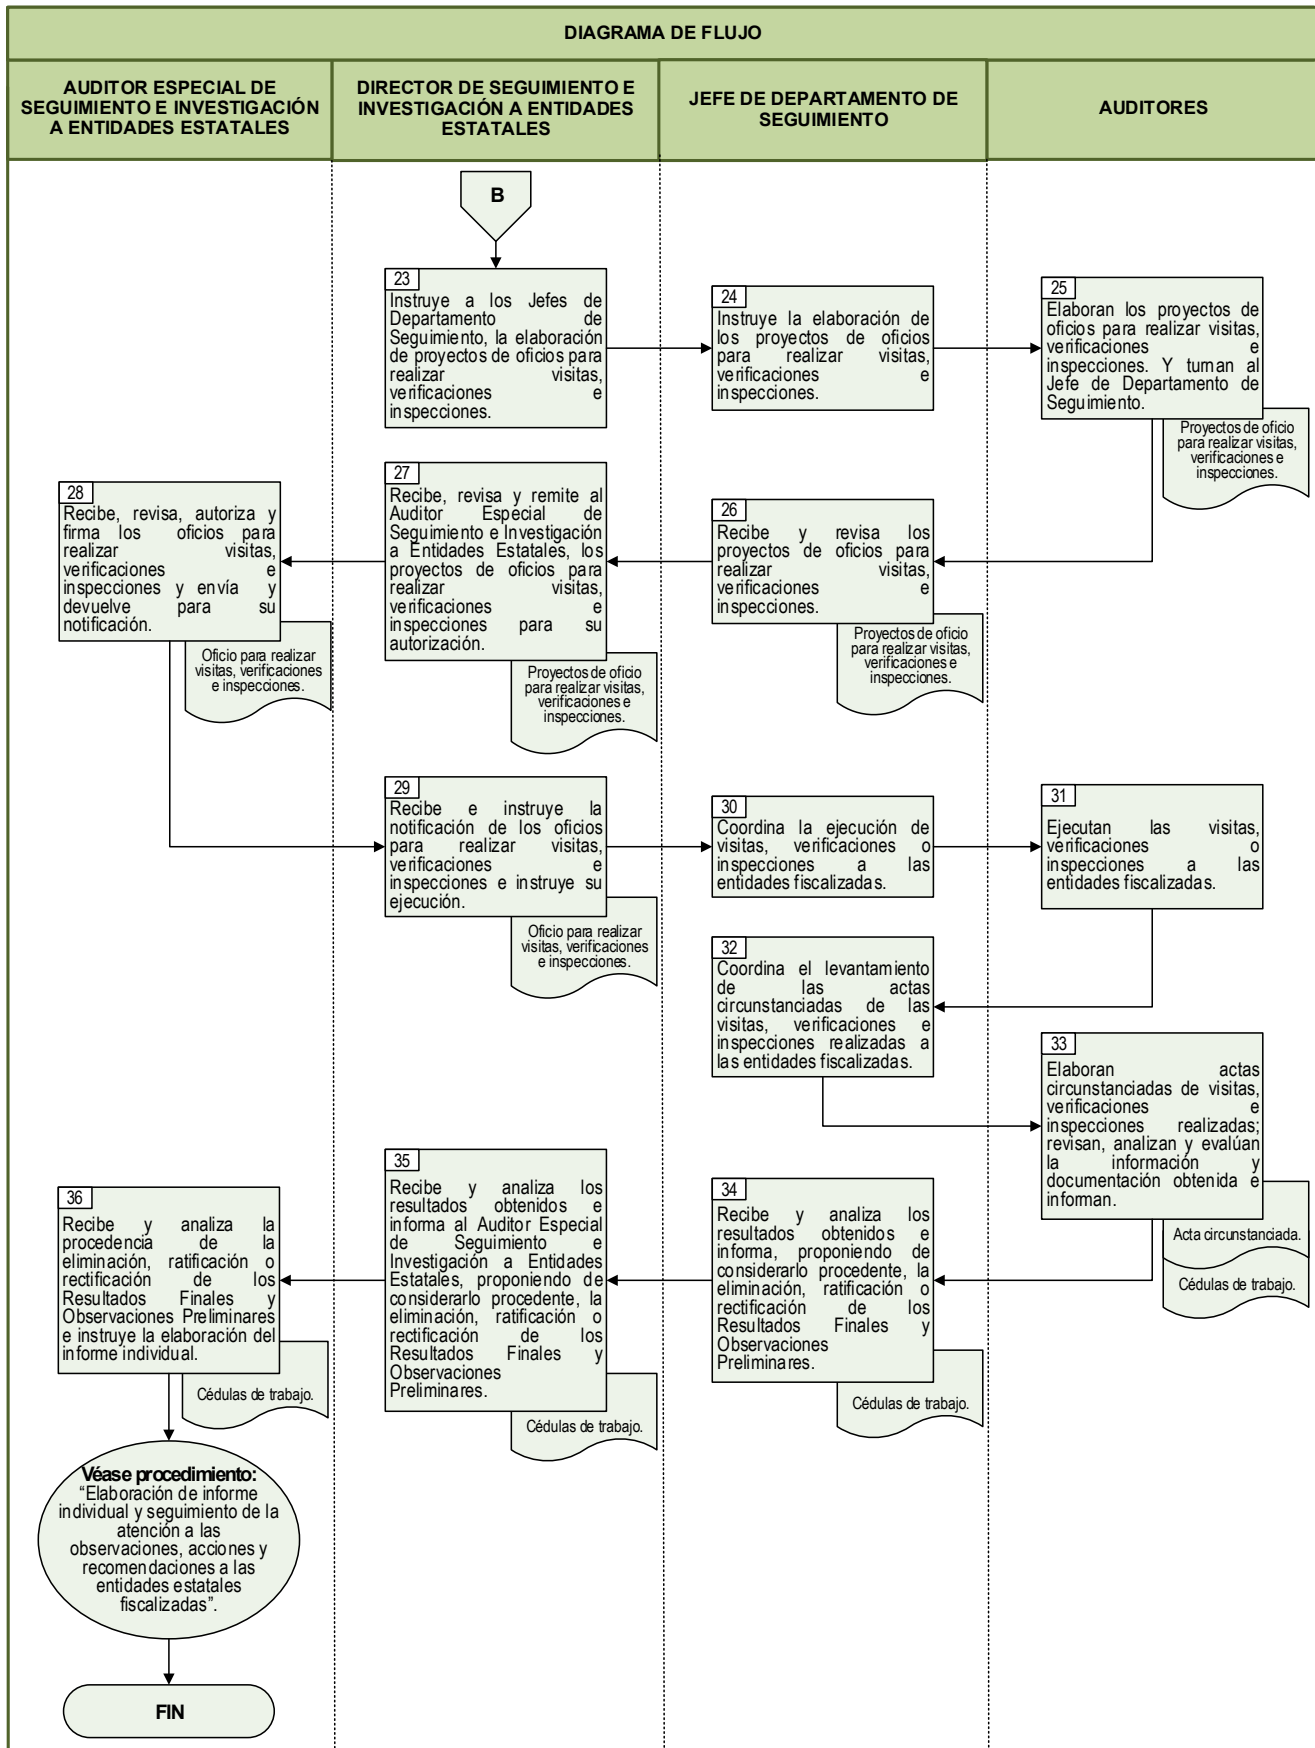 DIAGRAMA DE FLUJO
AUDITOR ESPECIAL DE
SEGUIMIENTO E INVESTIGACIÓN
A ENTIDADES ESTATALES
DIRECTOR DE SEGUIMIENTO E
INVESTIGACIÓN A ENTIDADES
ESTATALES
JEFE DE DEPARTAMENTO DE
SEGUIMIENTO
AUDITORES
B
23
Instruye a los Jefes de
Departamento de
Seguimiento, la elaboración
de proyectos de oficios para
realizar visitas,
verificaciones e
inspecciones.
24
Instruye la elaboración de
los proyectos de oficios
para realizar visitas,
verificaciones e
inspecciones.
25
Elaboran los proyectos de
oficios para realizar visitas,
verificaciones e
inspecciones. Y turnan al
Jefe de Departamento de
Seguimiento.
Proyectos de oficio
para realizar visitas,
verificaciones e
inspecciones.
28
Recibe, revisa, autoriza y
firma los oficios para
realizar visitas,
verificaciones e
inspecciones y envía y
devuelve para su
notificación.
Oficio para realizar
visitas, verificaciones
e inspecciones.
27
Recibe, revisa y remite al
Auditor Especial de
Seguimiento e Investigación
a Entidades Estatales, los
proyectos de oficios para
realizar visitas,
verificaciones e
inspecciones para su
autorización.
Proyectos de oficio
para realizar visitas,
verificaciones e
inspecciones.
26
Recibe y revisa los
proyectos de oficios para
realizar visitas,
verificaciones e
inspecciones.
Proyectos de oficio
para realizar visitas,
verificaciones e
inspecciones.
29
Recibe e instruye la
notificación de los oficios
para realizar visitas,
verificaciones e
inspecciones e instruye su
ejecución.
Oficio para realizar
visitas, verificaciones
e inspecciones.
30
Coordina la ejecución de
visitas, verificaciones o
inspecciones a las
entidades fiscalizadas.
31
Ejecutan las visitas,
verificaciones o
inspecciones a las
entidades fiscalizadas.
32
Coordina el levantamiento
de las actas
circunstanciadas de las
visitas, verificaciones e
inspecciones realizadas a
las entidades fiscalizadas.
33
Elaboran actas
circunstanciadas de visitas,
verificaciones e
inspecciones realizadas;
revisan, analizan y evalúan
la información y
documentación obtenida e
informan.
Acta circunstanciada.
Cédulas de trabajo.
36
Recibe y analiza la
procedencia de la
eliminación, ratificación o
rectificación de los
Resultados Finales y
Observaciones Preliminares
e instruye la elaboración del
informe individual.
Cédulas de trabajo.
35
Recibe y analiza los
resultados obtenidos e
informa al Auditor Especial
de Seguimiento e
Investigación a Entidades
Estatales, proponiendo de
considerarlo procedente, la
eliminación, ratificación o
rectificación de los
Resultados Finales y
Observaciones
Preliminares.
Cédulas de trabajo.
34
Recibe y analiza los
resultados obtenidos e
informa, proponiendo de
considerarlo procedente, la
eliminación, ratificación o
rectificación de los
Resultados Finales y
Observaciones
Preliminares.
Cédulas de trabajo.
Véase procedimiento:
“Elaboración de informe
individual y seguimiento de la
atención a las
observaciones, acciones y
recomendaciones a las
entidades estatales
fiscalizadas”.
FIN